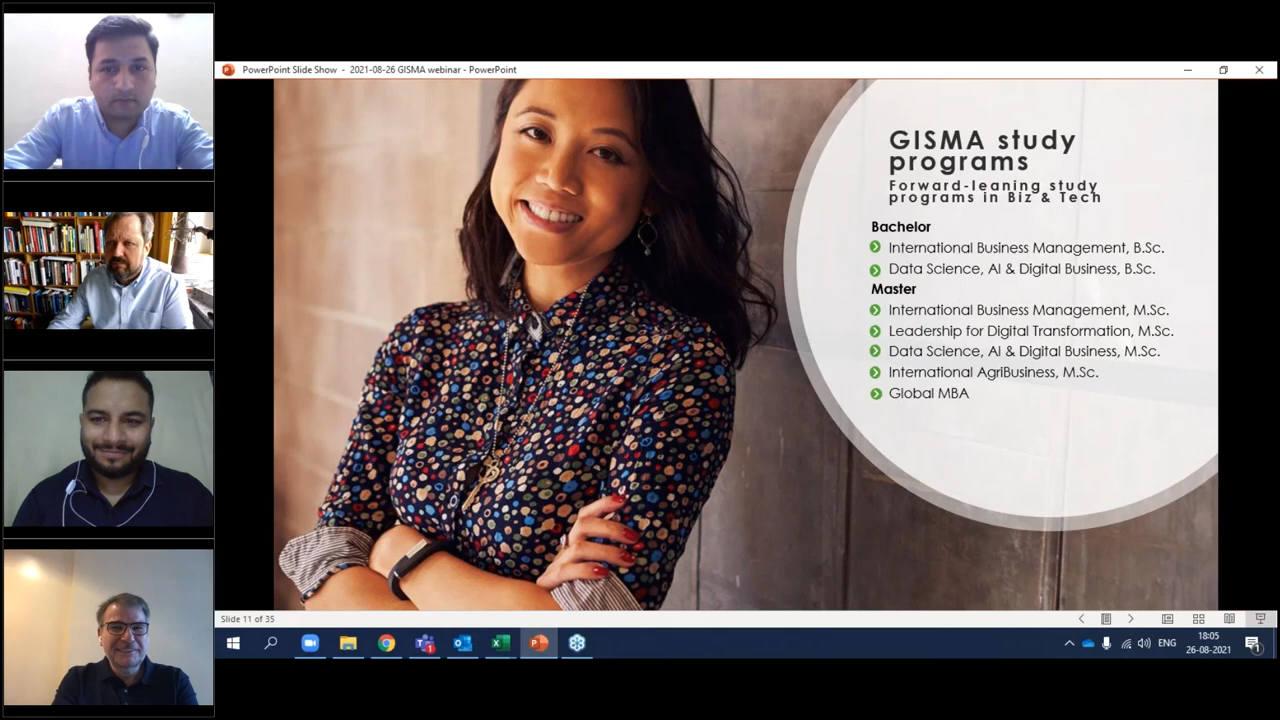 PowerPoint Slide Show - 2021-08-26 GISMA webinar - PowerPoint
GISMA study
programs
Forward-leaning study
programs in Biz & Tech
Bachelor
International Business Management, B.Sc.
Data Science, AI & Digital Business, B.Sc.
Master
International Business Management, M.Sc.
Leadership for Digital Transformation, M.Sc.
Data Science, AI & Digital Business, M.Sc.
International AgriBusiness, M.Sc.
Global MBA
Slide 11 of 35
ENG
18:05
26-08-2021
1
1